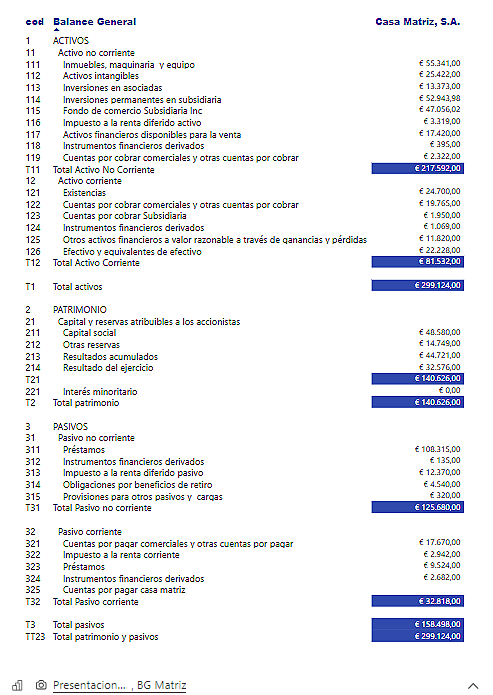 cod Balance General Casa Matriz, S.A.
1 ACTIVOS
11 Activo no corriente
111 Inmuebles, maquinaria y equipo € 55.341,00
112 Activos intangibles € 25.422,00
113 Inversiones en asociadas € 13.373,00
114 Inversiones permanentes en subsidiaria € 52.943,98
115 Fondo de comercio Subsidiaria Inc € 47.056,02
116 Impuesto a la renta diferido activo € 3.319,00
117 Activos financieros disponibles para la venta € 17.420,00
118 Instrumentos financieros derivados € 395,00
119 Cuentas por cobrar comerciales y otras cuentas por cobrar € 2.322,00
T11 Total Activo No Corriente € 217.592,00
12 Activo corriente
121 Existencias € 24.700,00
122 Cuentas por cobrar comerciales y otras cuentas por cobrar € 19.765,00
123 Cuentas por cobrar Subsidiaria € 1.950,00
124 Instrumentos financieros derivados € 1.069,00
125 Otros activos financieros a valor razonable a través de ganancias y pérdidas € 11.820,00
126 Efectivo y equivalentes de efectivo € 22.228,00
T12 Total Activo Corriente € 81.532,00
T1 Total activos € 299.124,00
2 PATRIMONIO
21 Capital y reservas atribuibles a los accionistas
211 Capital social € 48.580,00
212 Otras reservas € 14.749,00
213 Resultados acumulados € 44.721,00
214 Resultado del ejercicio € 32.576,00
T21 € 140.626,00
221 Interés minoritario € 0,00
T2 Total patrimonio € 140.626,00
3 PASIVOS
31 Pasivo no corriente
311 Préstamos € 108.315,00
312 Instrumentos financieros derivados € 135,00
313 Impuesto a la renta diferido pasivo € 12.370,00
314 Obligaciones por beneficios de retiro € 4.540,00
315 Provisiones para otros pasivos y cargas € 320,00
T31 Total Pasivo no corriente € 125.680,00
32 Pasivo corriente
321 Cuentas por pagar comerciales y otras cuentas por pagar € 17.670,00
322 Impuesto a la renta corriente € 2.942,00
323 Préstamos € 9.524,00
324 Instrumentos financieros derivados € 2.682,00
325 Cuentas por pagar casa matriz
T32 Total Pasivo corriente € 32.818,00
T3 Total pasivos € 158.498,00
TT23 Total patrimonio y pasivos € 299.124,00
Presentacion... , BG Matriz